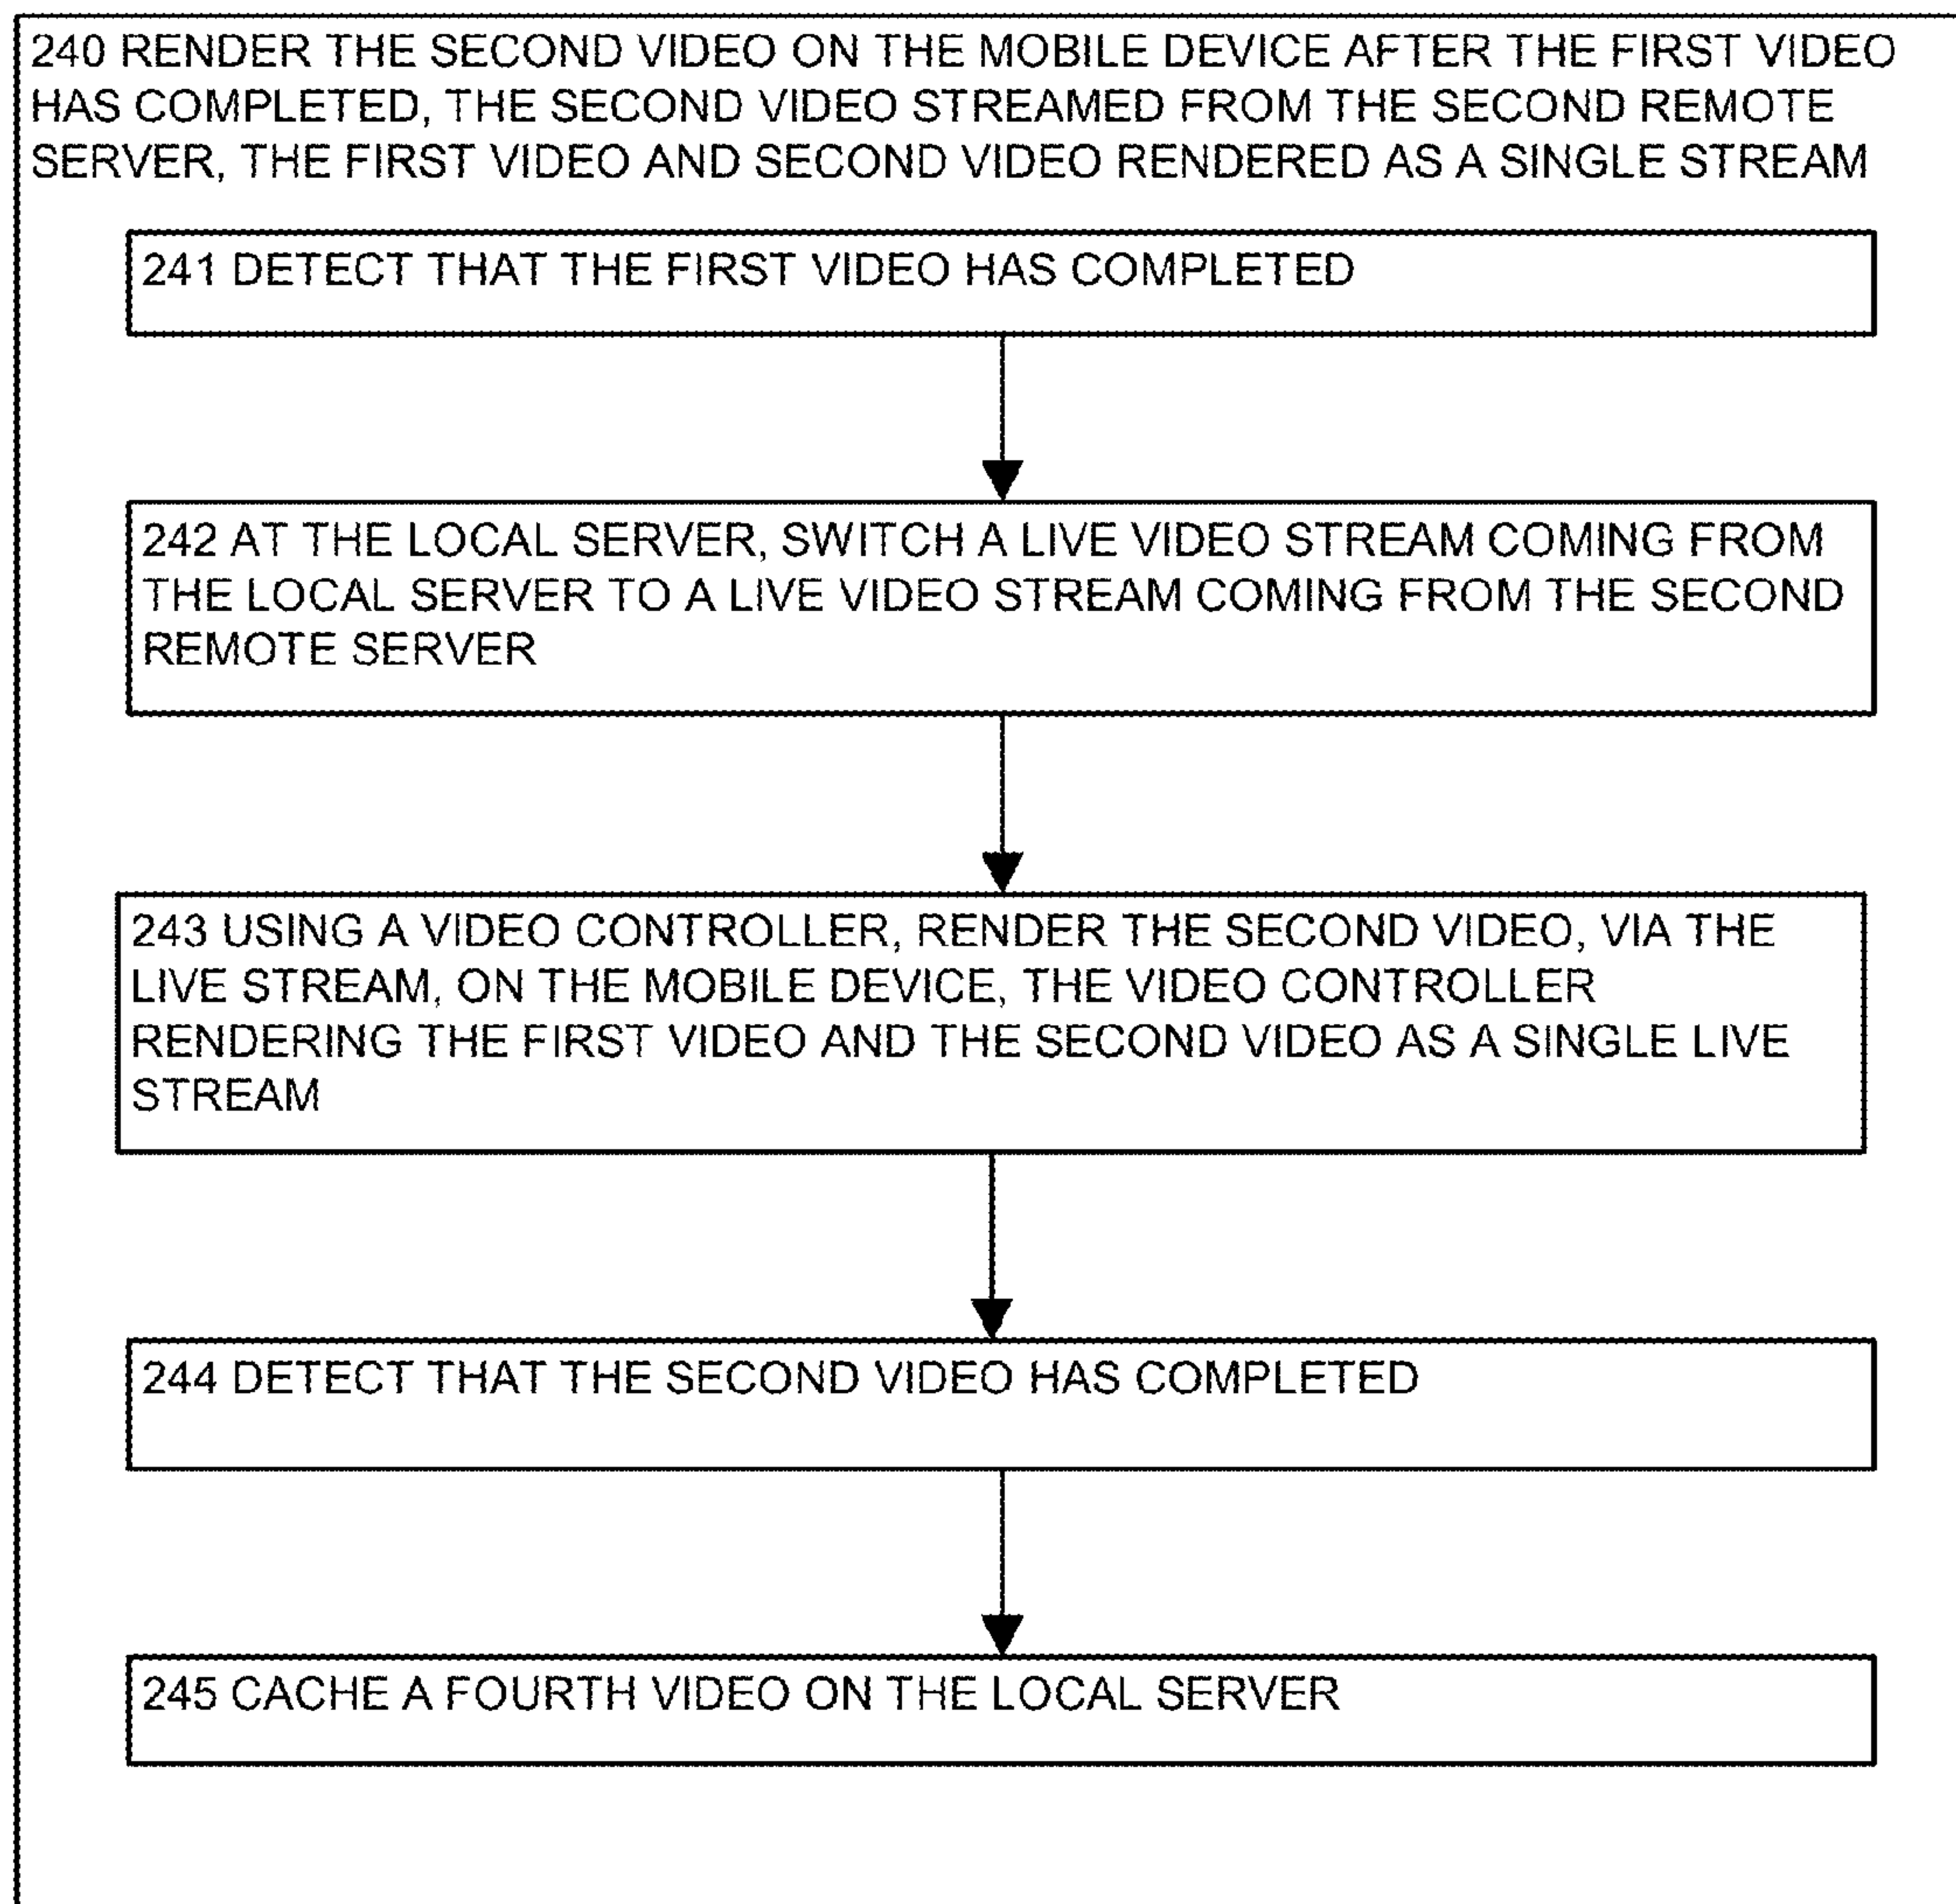 240 RENDER THE SECOND VIDEO ON THE MOBILE DEVICE AFTER THE FIRST VIDEO
HAS COMPLETED, THE SECOND VIDEO STREAMED FROM THE SECOND REMOTE
SERVER, THE FIRST VIDEO AND SECOND VIDEO RENDERED AS A SINGLE STREAM
241 DETECT THAT THE FIRST VIDEO HAS COMPLETED
242 AT THE LOCAL SERVER, SWITCH A LIVE VIDEO STREAM COMING FROM
THE LOCAL SERVER TO A LIVE VIDEO STREAM COMING FROM THE SECOND
REMOTE SERVER
243 USING A VIDEO CONTROLLER, RENDER THE SECOND VIDEO, VIA THE
LIVE STREAM, ON THE MOBILE DEVICE, THE VIDEO CONTROLLER
RENDERING THE FIRST VIDEO AND THE SECOND VIDEO AS A SINGLE LIVE
STREAM
244 DETECT THAT THE SECOND VIDEO HAS COMPLETED
245 CACHE A FOURTH VIDEO ON THE LOCAL SERVER